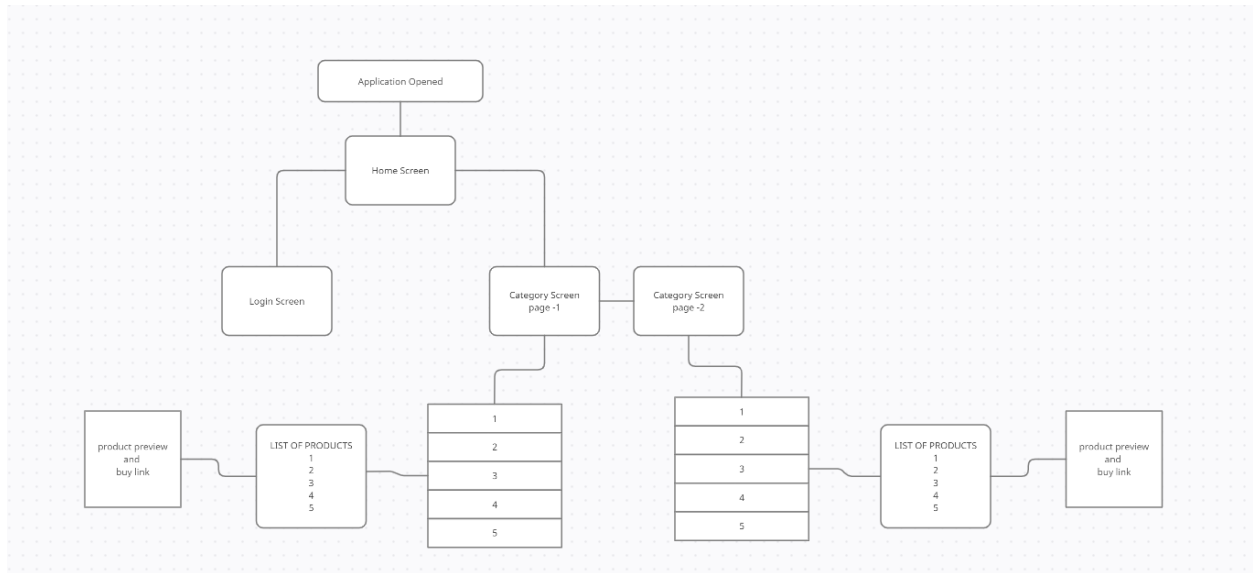 Application Opened
Home Screen
Login Screen
Category Screen
page -1
Category Screen
page -2
1
2
3
4
5
1
2
3
4
5
LIST OF PRODUCTS
1
2
3
4
5
product preview
and
buy link
LIST OF PRODUCTS
1
2
3
4
5
product preview
and
buy link